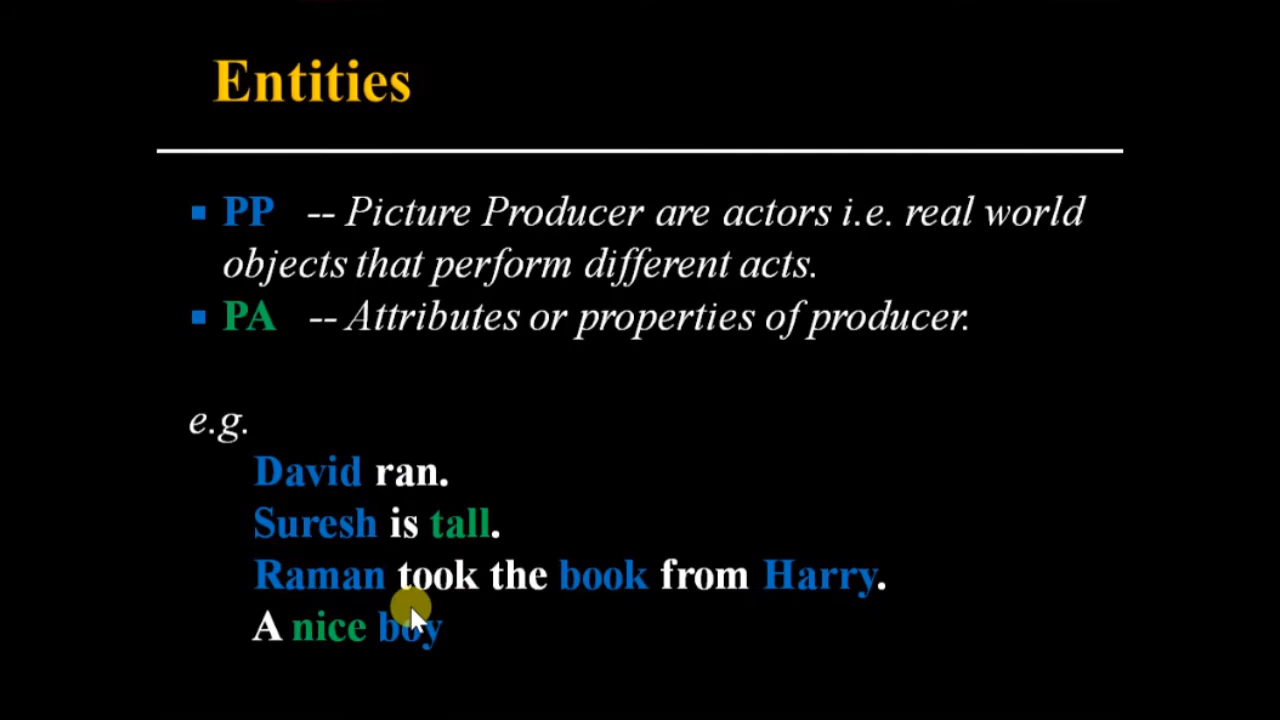 Entities
PP -- Picture Producer are actors i.e. real world
objects that perform different acts.
PA -- Attributes or properties of producer.
e.g.
David ran.
Suresh is tall.
Raman took the book from Harry.
A nice boy